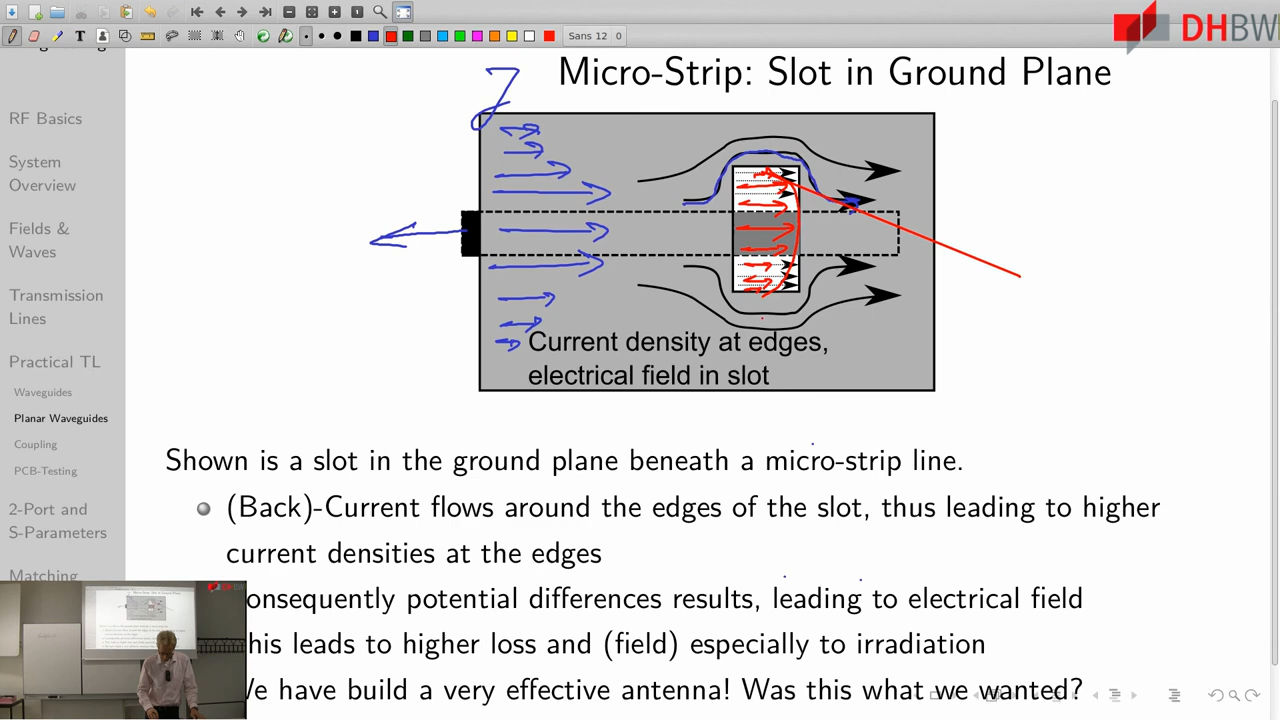 Sans 12 0
DHBW
Micro-Strip: Slot in Ground Plane
J
RF Basics
System
Overview
Fields &
Waves
Transmission
Lines
Practical TL
Waveguides
Planar Waveguides
Coupling
PCB-Testing
2-Port and
S-Parameters
Matching
Current density at edges,
electrical field in slot
Shown is a slot in the ground plane beneath a micro-strip line.
(Back)-Current flows around the edges of the slot, thus leading to higher
current densities at the edges
onsequently potential differences results, leading to electrical field
his leads to higher loss and (field) especially to irradiation
We have build a very effective antenna! Was this what we wanted?